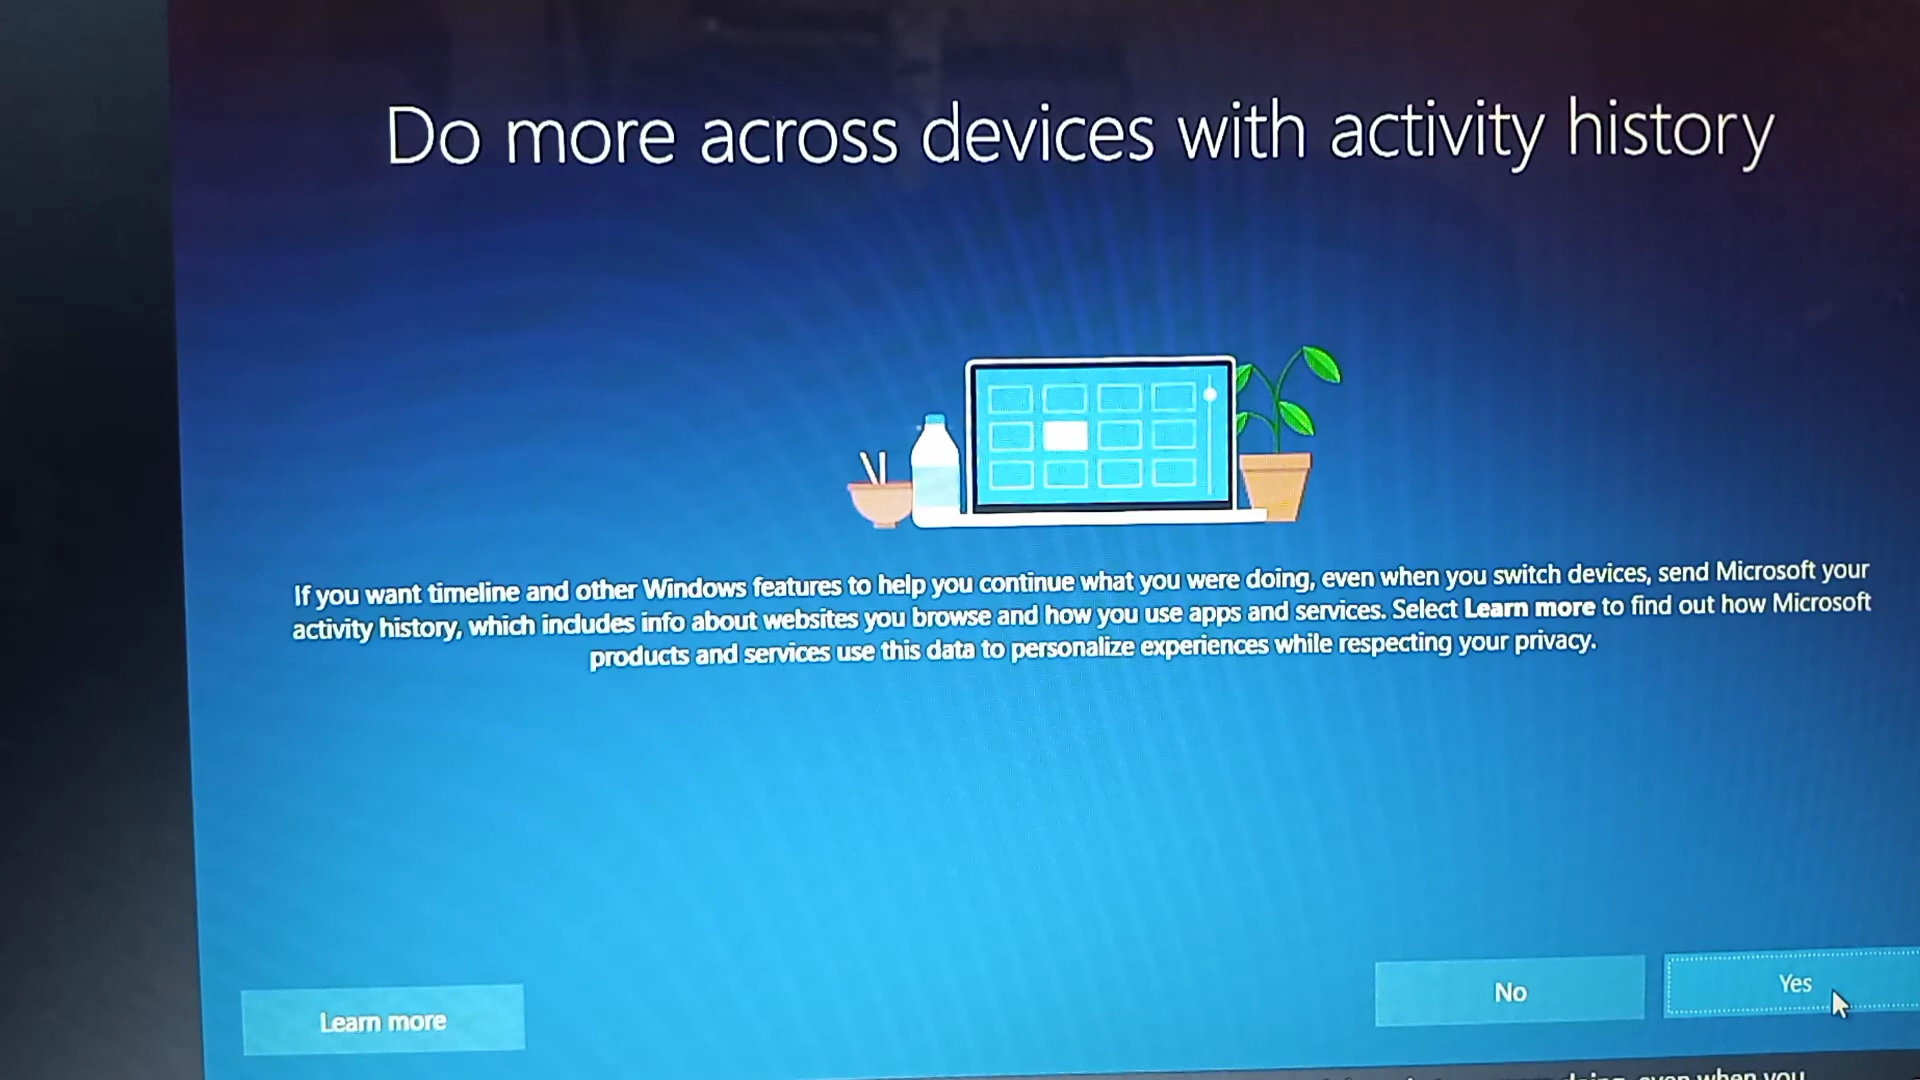 Do more across devices with activity history
If you want timeline and other Windows features to help you continue what you were doing, even when you switch devices, send Microsoft your
activity history, which includes info about websites you browse and how you use apps and services. Select Learn more to find out how Microsoft
products and services use this data to personalize experiences while respecting your privacy.
Learn more
No
Yes
even when you